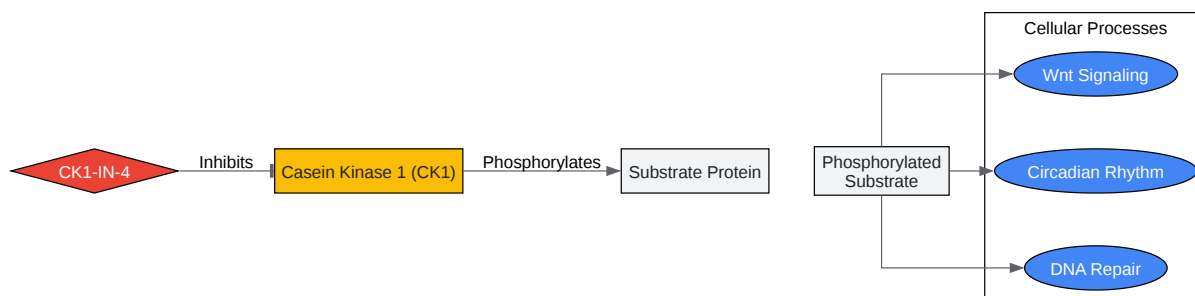 Cellular Processes
Wnt Signaling
CK1-IN-4
Inhibits
Casein Kinase 1 (CK1)
Phosphorylates
Substrate Protein
Phosphorylated
Substrate
Circadian Rhythm
DNA Repair